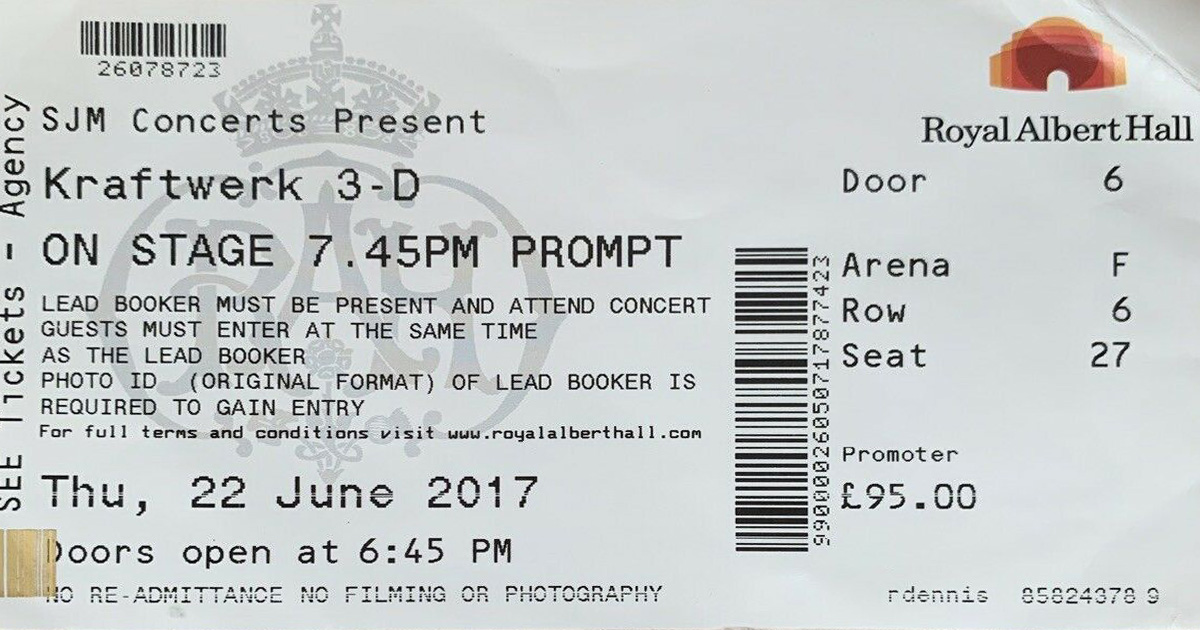 26078723
SJM Concerts Present
Kraftwerk 3-D
ON STAGE 7.45PM PROMPT
LEAD BOOKER MUST BE PRESENT AND ATTEND CONCERT
GUESTS MUST ENTER AT THE SAME TIME
AS THE LEAD BOOKER
PHOTO ID (ORIGINAL FORMAT) OF LEAD BOOKER IS
REQUIRED TO GAIN ENTRY
For full terms and conditions visit www.royalalberthall.com
Thu, 22 June 2017
Doors open at 6:45 PM
NO RE-ADMITTANCE NO FILMING OR PHOTOGRAPHY
SEE Tickets - Agency
RAH
Royal Albert Hall
Door 6
Arena F
Row 6
Seat 27
Promoter
£95.00
rdennis 85824378 9